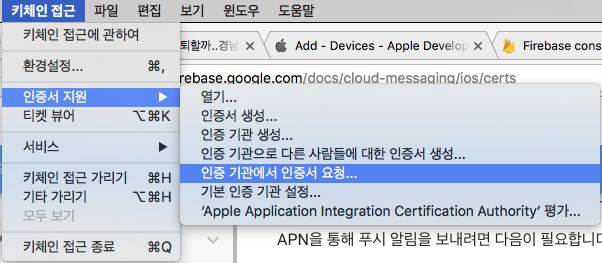 키체인 접근 파일 편집 보기 윈도우 도움말
키체인 접근에 관하여
퇴할까..경남 Add - Devices - Apple Develop Firebase cons
환경설정... ⌘,
rebase.google.com/docs/cloud-messaging/ios/certs
인증서 지원 ▶
열기...
티켓 뷰어 ⌥⌘K
인증서 생성...
인증 기관 생성...
서비스 ▶
인증 기관으로 다른 사람들에 대한 인증서 생성...
키체인 접근 가리기 ⌘H
인증 기관에서 인증서 요청...
기타 가리기 ⌥⌘H
기본 인증 기관 설정...
모두 보기
‘Apple Application Integration Certification Authority’ 평가...
키체인 접근 종료 ⌘Q
APN을 통해 푸시 알림을 보내려면 다음이 필요합니다